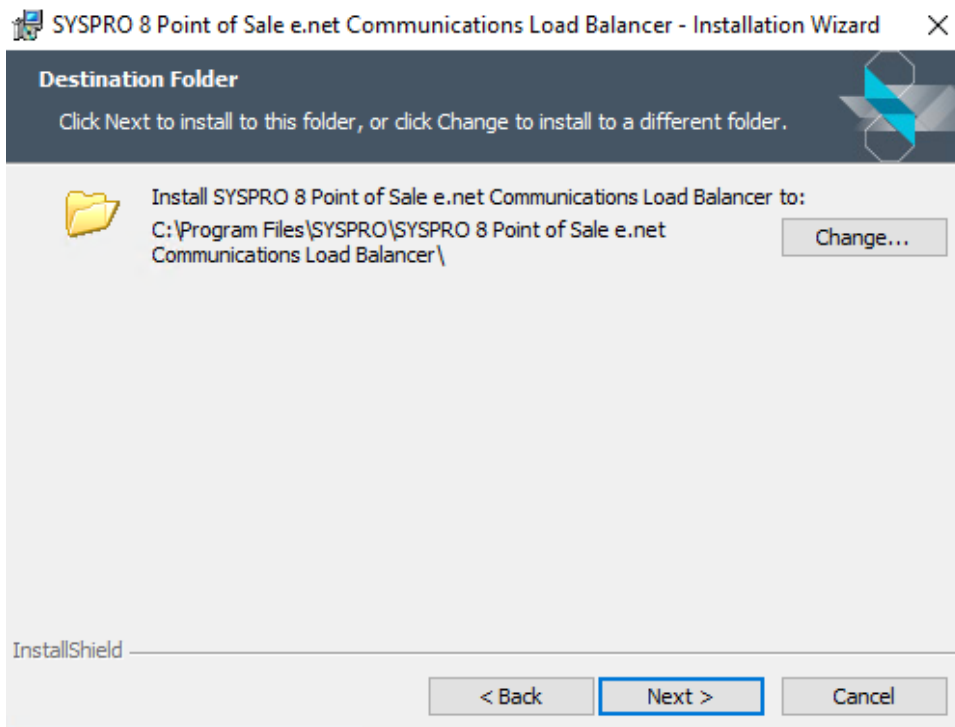 SYSPRO 8 Point of Sale e.net Communications Load Balancer - Installation Wizard
Destination Folder
Click Next to install to this folder, or click Change to install to a different folder.
Install SYSPRO 8 Point of Sale e.net Communications Load Balancer to:
C:\Program Files\SYSPRO\SYSPRO 8 Point of Sale e.net
Communications Load Balancer\
Change...
InstallShield
< Back
Next >
Cancel